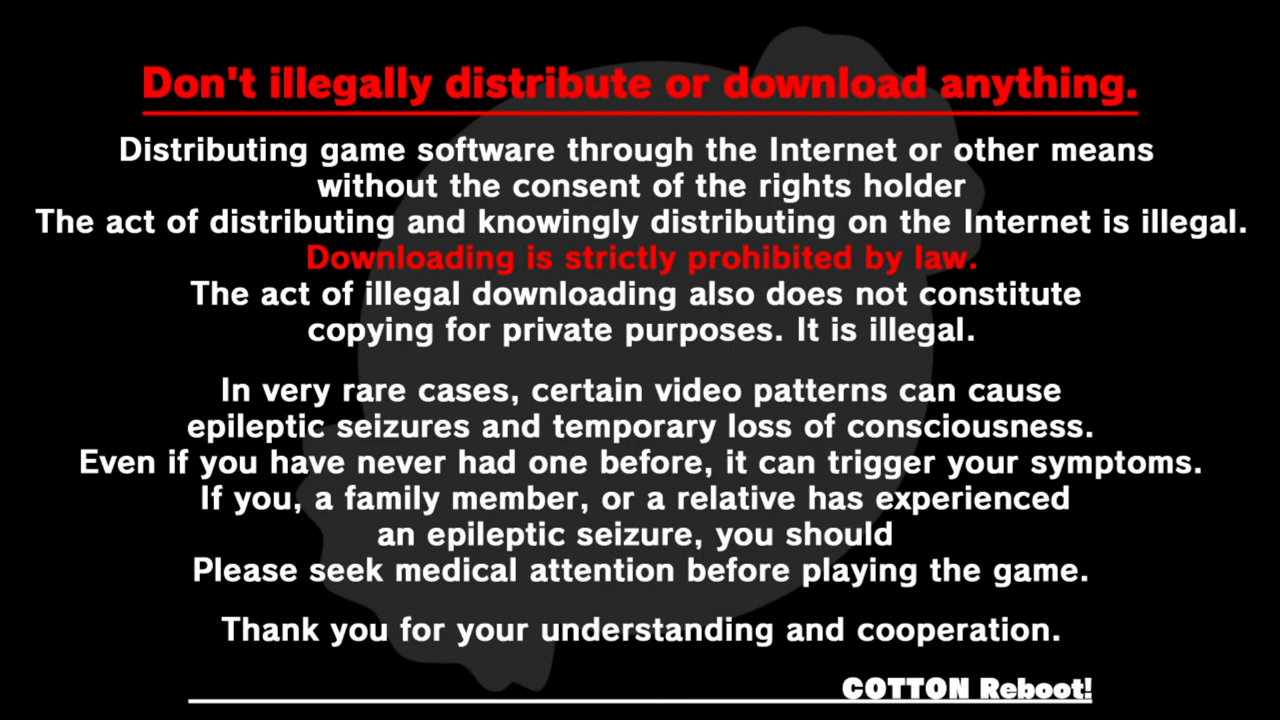 Don't illegally distribute or download anything.
Distributing game software through the Internet or other means
without the consent of the rights holder
The act of distributing and knowingly distributing on the Internet is illegal.
Downloading is strictly prohibited by law.
The act of illegal downloading also does not constitute
copying for private purposes. It is illegal.
In very rare cases, certain video patterns can cause
epileptic seizures and temporary loss of consciousness.
Even if you have never had one before, it can trigger your symptoms.
If you, a family member, or a relative has experienced
an epileptic seizure, you should
Please seek medical attention before playing the game.
Thank you for your understanding and cooperation.
COTTON Reboot!